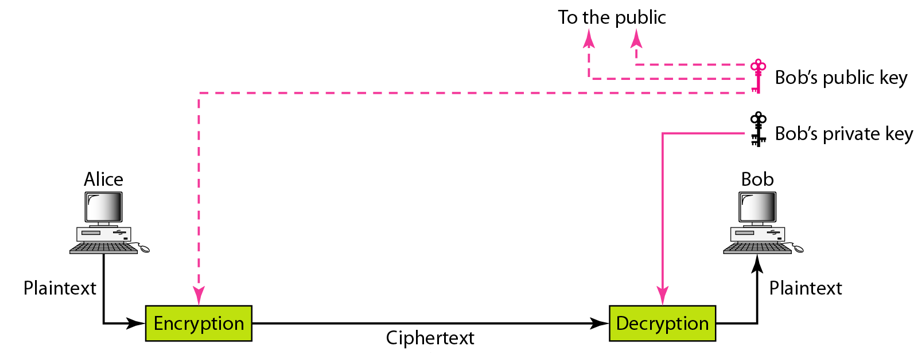 To the public
Bob’s public key
Bob’s private key
Alice
Bob
Plaintext
Plaintext
Encryption
Decryption
Ciphertext